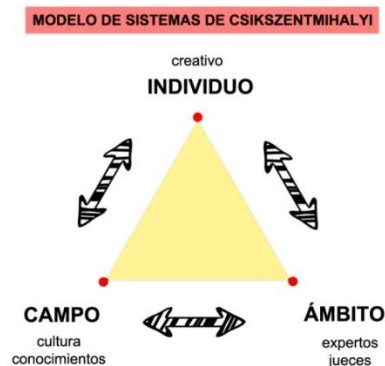 MODELO DE SISTEMAS DE CSIKSZENTMIHALYI
creativo
INDIVIDUO
CAMPO
cultura
conocimientos
ÁMBITO
expertos
jueces